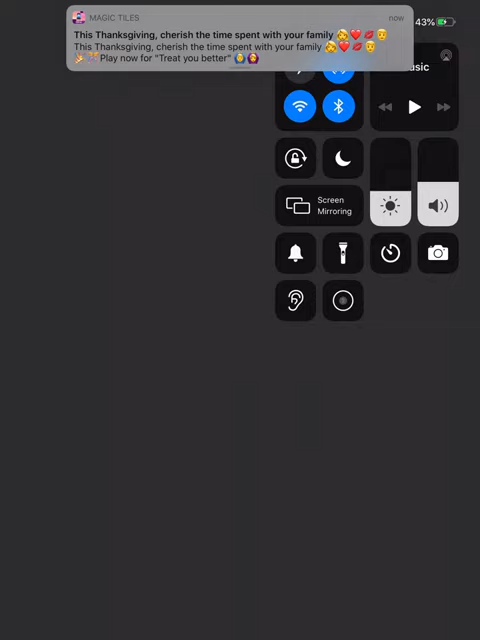 MAGIC TILES
now
43%
This Thanksgiving, cherish the time spent with your family 👵❤️💋👨
This Thanksgiving, cherish the time spent with your family 👵❤️💋👨
🎉🎊Play now for "Treat you better" 🙆‍♂️🙆‍♀️
Screen
Mirroring